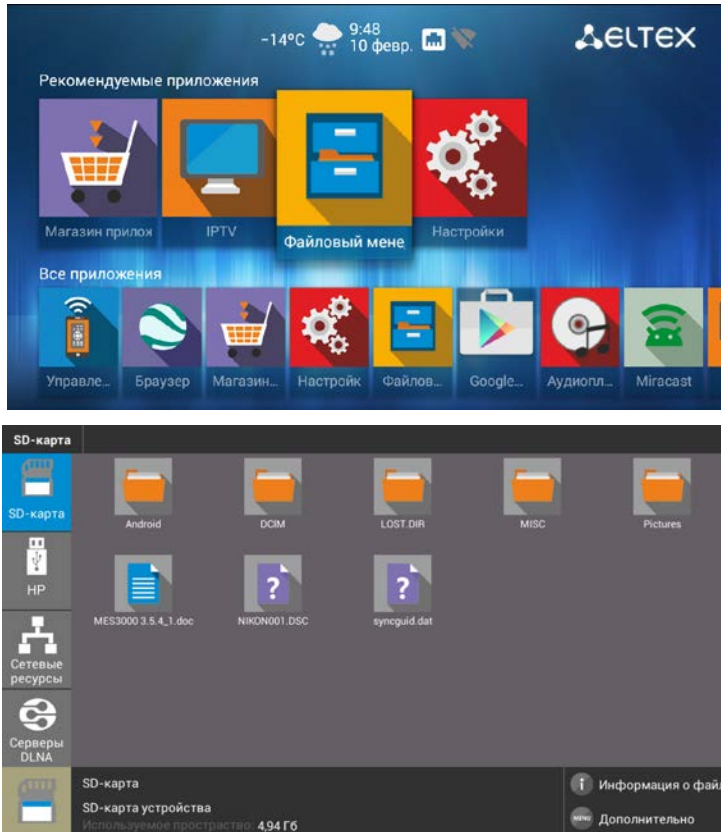 -14°C 9:48
10 февр.
ELTEX
Рекомендуемые приложения
Магазин прилож IPTV Файловый мене Настройки
Все приложения
Управле... Браузер Магазин... Настройк Файлов... Google... Аудиопл... Miracast
SD-карта
SD-карта
HP
Сетевые
ресурсы
Серверы
DLNA
Android DCIM LOST.DIR MISC Pictures
MES3000 3.5.4_1.doc NIKON001.DSC syncguid.dat
SD-карта
SD-карта устройства
Используемое простраство: 4,94 Гб
i Информация о файл
MENU Дополнительно